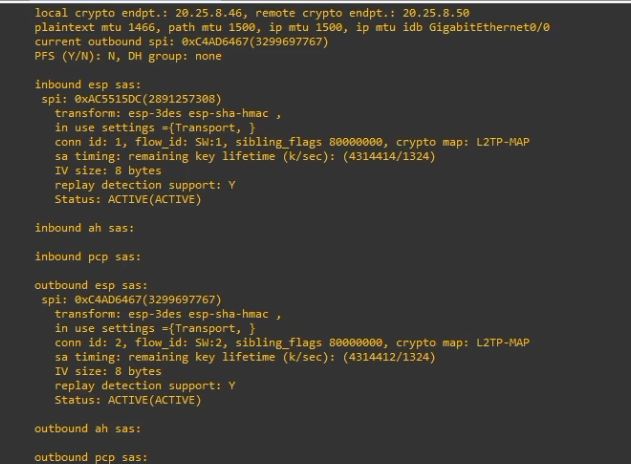 local crypto endpt.: 20.25.8.46, remote crypto endpt.: 20.25.8.50
plaintext mtu 1466, path mtu 1500, ip mtu 1500, ip mtu idb GigabitEthernet0/0
current outbound spi: 0xC4AD6467(3299697767)
PFS (Y/N): N, DH group: none
inbound esp sas:
spi: 0xAC5515DC(2891257308)
transform: esp-3des esp-sha-hmac ,
in use settings ={Transport, }
conn id: 1, flow_id: SW:1, sibling_flags 80000000, crypto map: L2TP-MAP
sa timing: remaining key lifetime (k/sec): (4314414/1324)
IV size: 8 bytes
replay detection support: Y
Status: ACTIVE(ACTIVE)
inbound ah sas:
inbound pcp sas:
outbound esp sas:
spi: 0xC4AD6467(3299697767)
transform: esp-3des esp-sha-hmac ,
in use settings ={Transport, }
conn id: 2, flow_id: SW:2, sibling_flags 80000000, crypto map: L2TP-MAP
sa timing: remaining key lifetime (k/sec): (4314412/1324)
IV size: 8 bytes
replay detection support: Y
Status: ACTIVE(ACTIVE)
outbound ah sas:
outbound pcp sas: